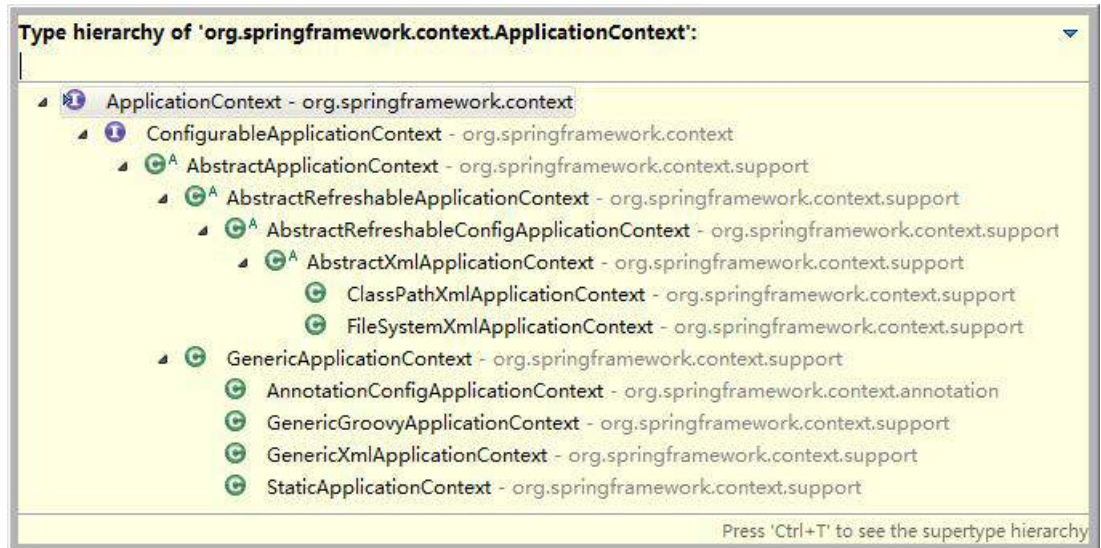 Type hierarchy of 'org.springframework.context.ApplicationContext':
ApplicationContext - org.springframework.context
ConfigurableApplicationContext - org.springframework.context
AbstractApplicationContext - org.springframework.context.support
AbstractRefreshableApplicationContext - org.springframework.context.support
AbstractRefreshableConfigApplicationContext - org.springframework.context.support
AbstractXmlApplicationContext - org.springframework.context.support
ClassPathXmlApplicationContext - org.springframework.context.support
FileSystemXmlApplicationContext - org.springframework.context.support
GenericApplicationContext - org.springframework.context.support
AnnotationConfigApplicationContext - org.springframework.context.annotation
GenericGroovyApplicationContext - org.springframework.context.support
GenericXmlApplicationContext - org.springframework.context.support
StaticApplicationContext - org.springframework.context.support
Press 'Ctrl+T' to see the supertype hierarchy